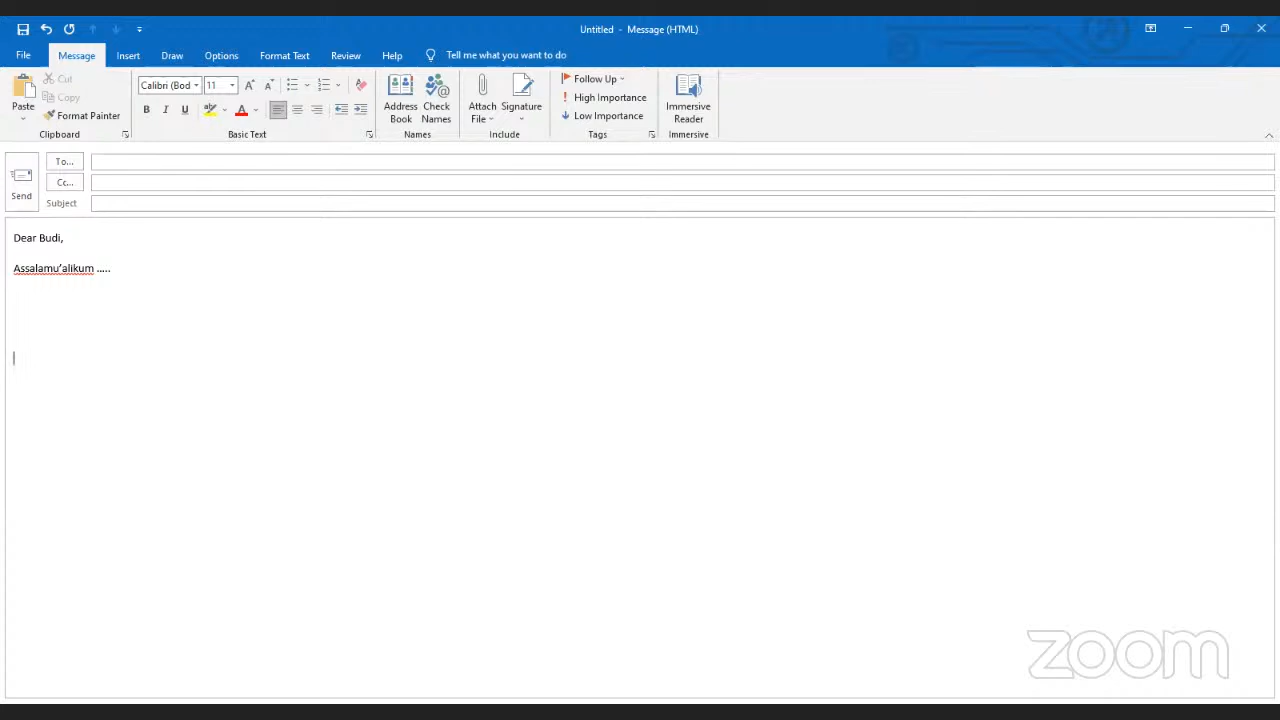 Untitled - Message (HTML)
File Message Insert Draw Options Format Text Review Help Tell me what you want to do
Paste
Cut
Copy
Format Painter
Clipboard
Calibri (Bod 11
B I U
Basic Text
Address Book
Check Names
Names
Attach File
Signature
Include
Follow Up
High Importance
Low Importance
Tags
Immersive Reader
Immersive
Send
To...
Cc...
Subject
Dear Budi,
Assalamu’alikum .....
zoom